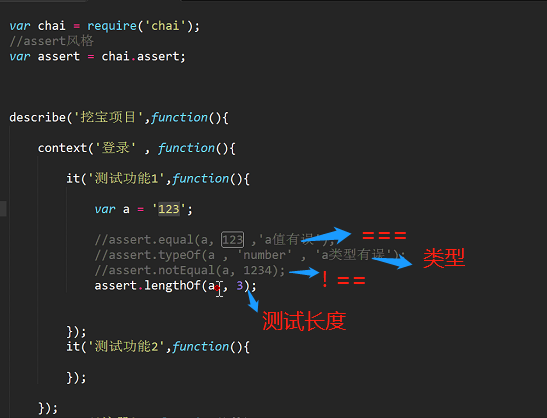 var chai = require('chai');
//assert风格
var assert = chai.assert;
describe('挖宝项目',function(){
context('登录' , function(){
it('测试功能1',function(){
var a = '123';
//assert.equal(a, 123 ,'a值有误'); ===
//assert.typeOf(a , 'number' , 'a类型有误'); 类型
//assert.notEqual(a, 1234); ! ==
assert.lengthOf(a , 3);
测试长度
});
it('测试功能2',function(){
});
});